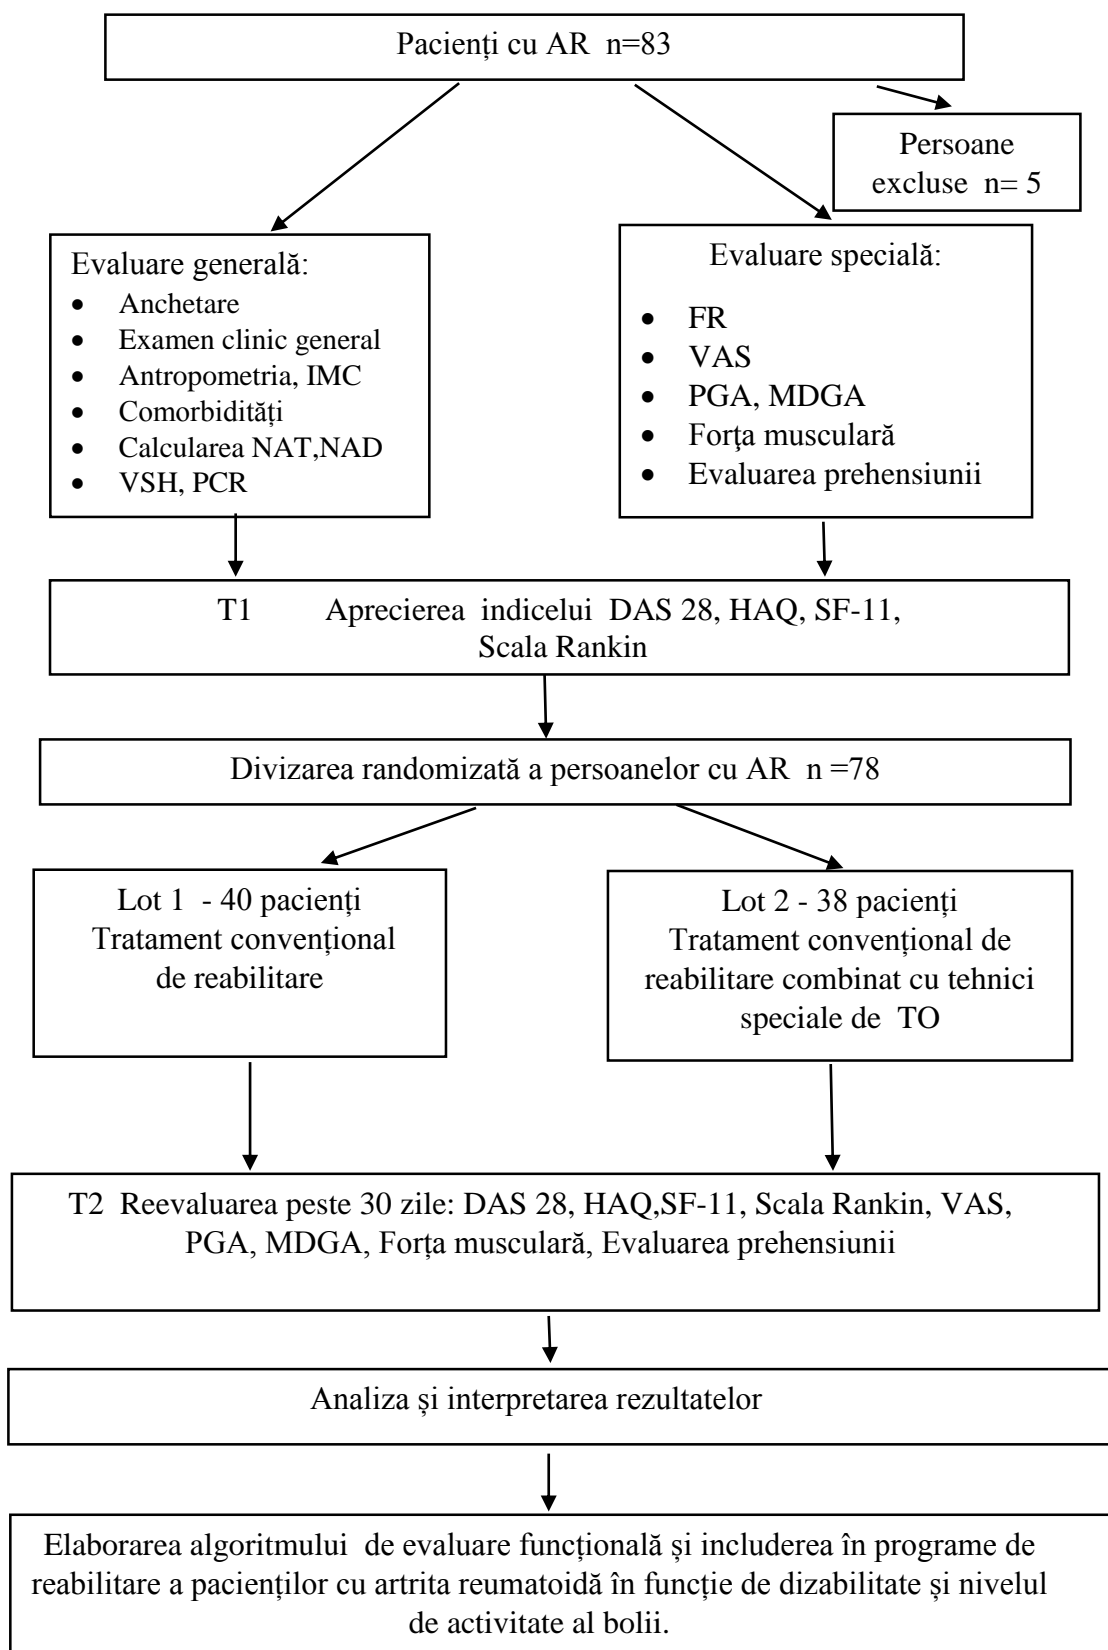 Pacienți cu AR n=83
Persoane
excluse n= 5
Evaluare generală:
• Anchetare
• Examen clinic general
• Antropometria, IMC
• Comorbidități
• Calcularea NAT,NAD
• VSH, PCR
Evaluare specială:
• FR
• VAS
• PGA, MDGA
• Forţa musculară
• Evaluarea prehensiunii
T1 Aprecierea indicelui DAS 28, HAQ, SF-11,
Scala Rankin
Divizarea randomizată a persoanelor cu AR n =78
Lot 1 - 40 pacienți
Tratament convențional
de reabilitare
Lot 2 - 38 pacienți
Tratament convențional de
reabilitare combinat cu tehnici
speciale de TO
T2 Reevaluarea peste 30 zile: DAS 28, HAQ,SF-11, Scala Rankin, VAS,
PGA, MDGA, Forța musculară, Evaluarea prehensiunii
Analiza și interpretarea rezultatelor
Elaborarea algoritmului de evaluare funcțională și includerea în programe de
reabilitare a pacienților cu artrita reumatoidă în funcție de dizabilitate și nivelul
de activitate al bolii.